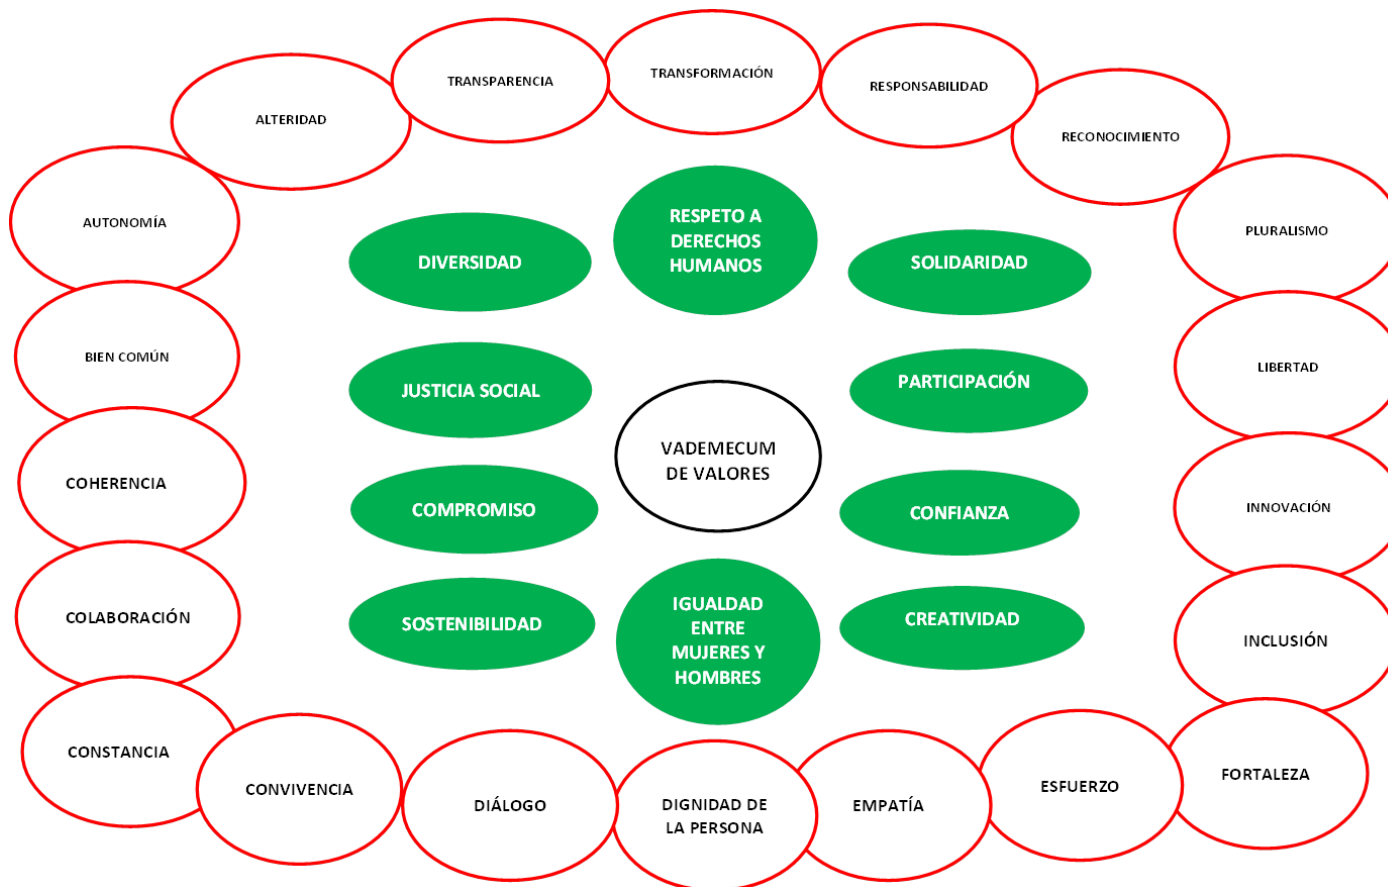 TRANSFORMACIÓN
TRANSPARENCIA
RESPONSABILIDAD
ALTERIDAD
RECONOCIMIENTO
AUTONOMÍA
PLURALISMO
RESPETO A
DERECHOS
HUMANOS
DIVERSIDAD
SOLIDARIDAD
BIEN COMÚN
LIBERTAD
JUSTICIA SOCIAL
PARTICIPACIÓN
VADEMECUM
DE VALORES
COHERENCIA
COMPROMISO
CONFIANZA
INNOVACIÓN
COLABORACIÓN
SOSTENIBILIDAD
IGUALDAD
ENTRE
MUJERES Y
HOMBRES
CREATIVIDAD
INCLUSIÓN
CONSTANCIA
CONVIVENCIA
DIÁLOGO
DIGNIDAD DE
LA PERSONA
EMPATÍA
ESFUERZO
FORTALEZA